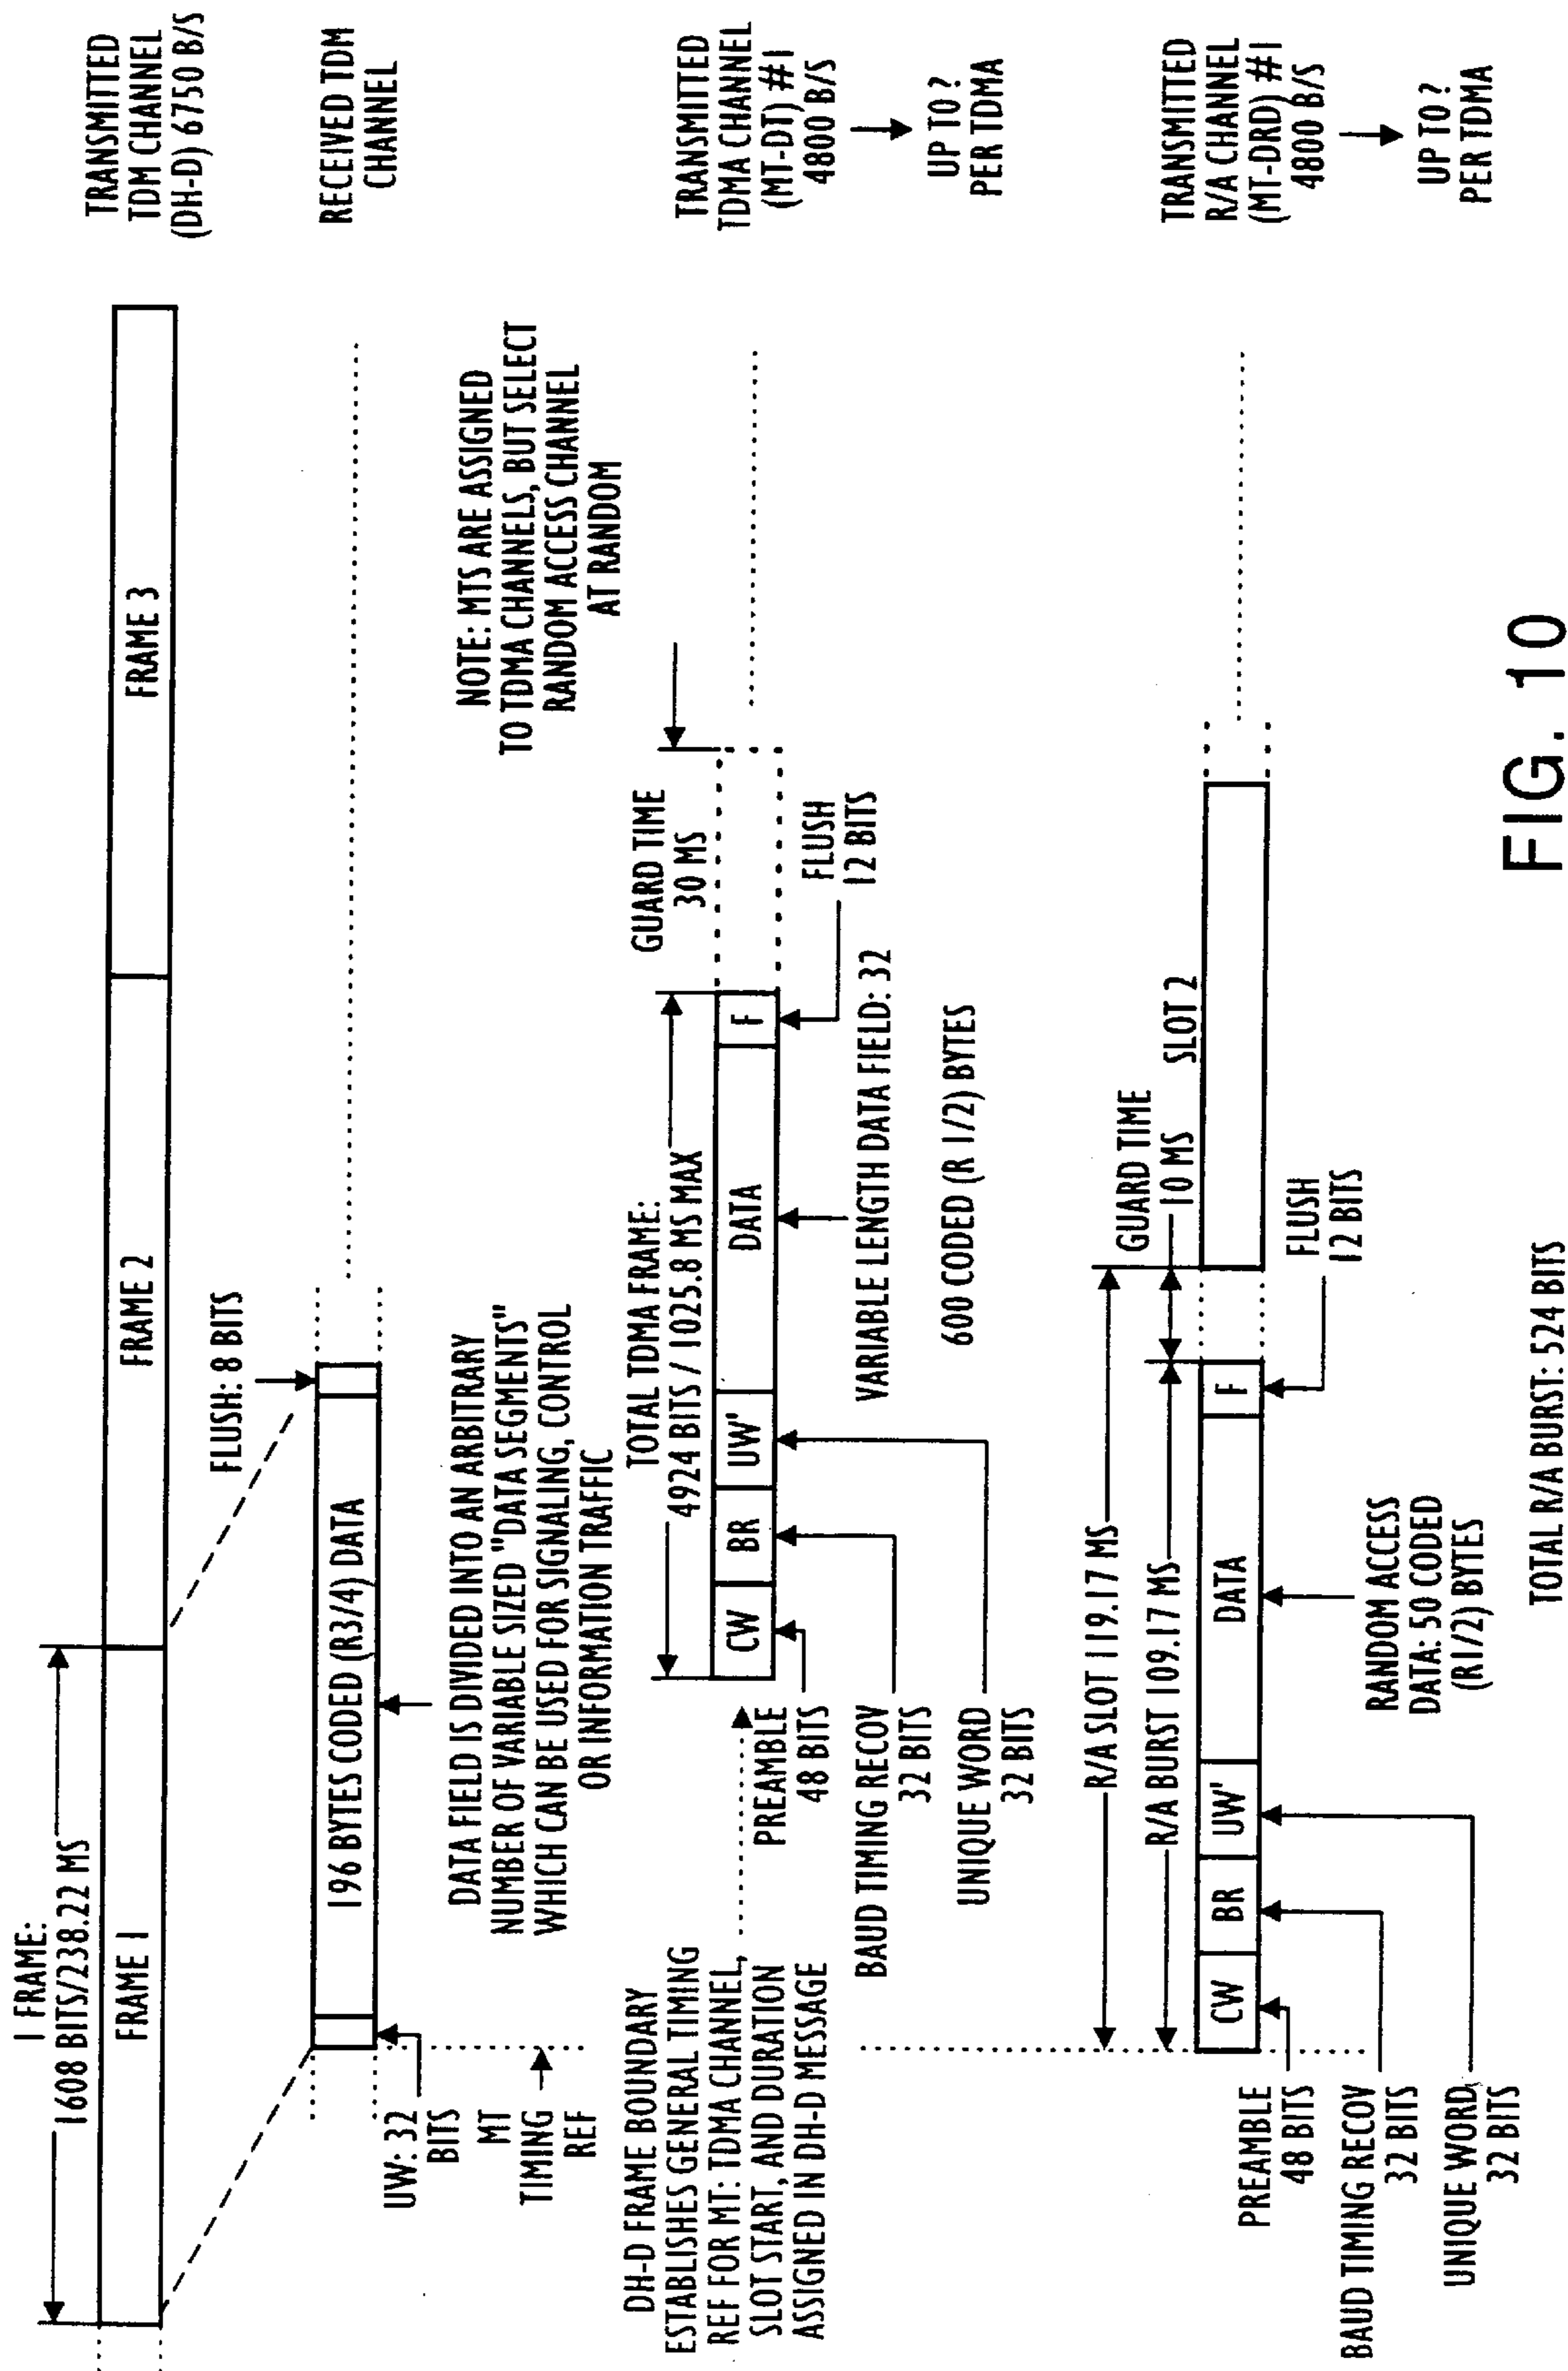 1 FRAME:
1608 BITS/238.22 MS
FRAME 1
FRAME 2
FRAME 3
TRANSMITTED
TDM CHANNEL
(DH-D) 6750 B/S
FLUSH: 8 BITS
196 BYTES CODED (R3/4) DATA
RECEIVED TDM
CHANNEL
UW: 32
BITS
MT
TIMING
REF
DATA FIELD IS DIVIDED INTO AN ARBITRARY
NUMBER OF VARIABLE SIZED "DATA SEGMENTS"
WHICH CAN BE USED FOR SIGNALING, CONTROL
OR INFORMATION TRAFFIC
NOTE: MTS ARE ASSIGNED
TO TDMA CHANNELS, BUT SELECT
RANDOM ACCESS CHANNEL
AT RANDOM
DH-D FRAME BOUNDARY
ESTABLISHES GENERAL TIMING
REF FOR MT: TDMA CHANNEL,
SLOT START, AND DURATION
ASSIGNED IN DH-D MESSAGE
TOTAL TDMA FRAME:
4924 BITS / 1025.8 MS MAX
GUARD TIME
30 MS
CW
BR
UW'
DATA
F
TRANSMITTED
TDMA CHANNEL
(MT-DT) #1
4800 B/S
UP TO ?
PER TDMA
PREAMBLE
48 BITS
BAUD TIMING RECOV
32 BITS
UNIQUE WORD
32 BITS
VARIABLE LENGTH DATA FIELD: 32
600 CODED (R 1/2) BYTES
FLUSH
12 BITS
R/A SLOT 119.17 MS
R/A BURST 109.17 MS
GUARD TIME
10 MS
SLOT 2
CW
BR
UW'
DATA
F
TRANSMITTED
R/A CHANNEL
(MT-DRD) #1
4800 B/S
UP TO ?
PER TDMA
PREAMBLE
48 BITS
BAUD TIMING RECOV
32 BITS
UNIQUE WORD
32 BITS
RANDOM ACCESS
DATA: 50 CODED
(R1/2) BYTES
FLUSH
12 BITS
TOTAL R/A BURST: 524 BITS
FIG. 10